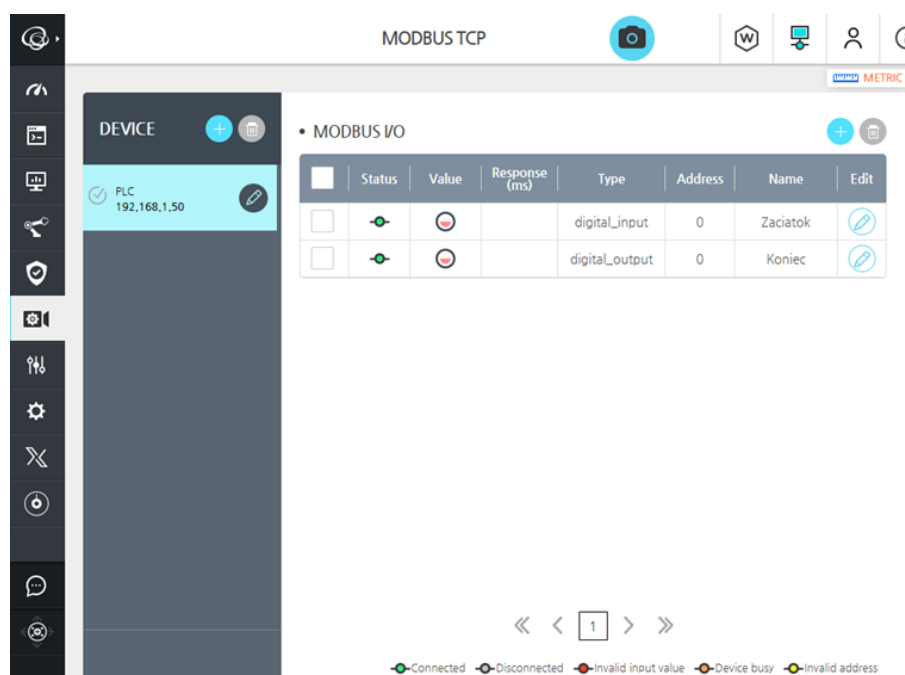 MODBUS TCP
W
METRIC
DEVICE
• MODBUS I/O
Status Value Response (ms) Type Address Name Edit
PLC
192,168,1,50
digital_input 0 Zaciatok
digital_output 0 Koniec
1
Connected Disconnected Invalid input value Device busy Invalid address